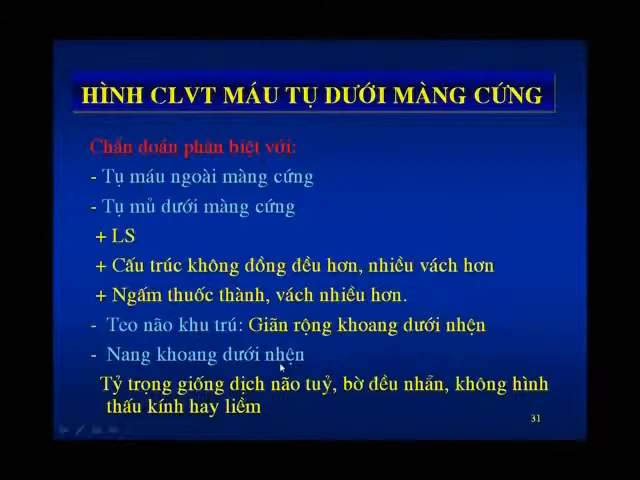 HÌNH CLVT MÁU TỤ DƯỚI MÀNG CỨNG
Chẩn đoán phân biệt với:
- Tụ máu ngoài màng cứng
- Tụ mủ dưới màng cứng
+ LS
+ Cấu trúc không đồng đều hơn, nhiều vách hơn
+ Ngấm thuốc thành, vách nhiều hơn.
- Teo não khu trú: Giãn rộng khoang dưới nhện
- Nang khoang dưới nhện
Tỷ trọng giống dịch não tuỷ, bờ đều nhẩn, không hình
thấu kính hay liềm
31